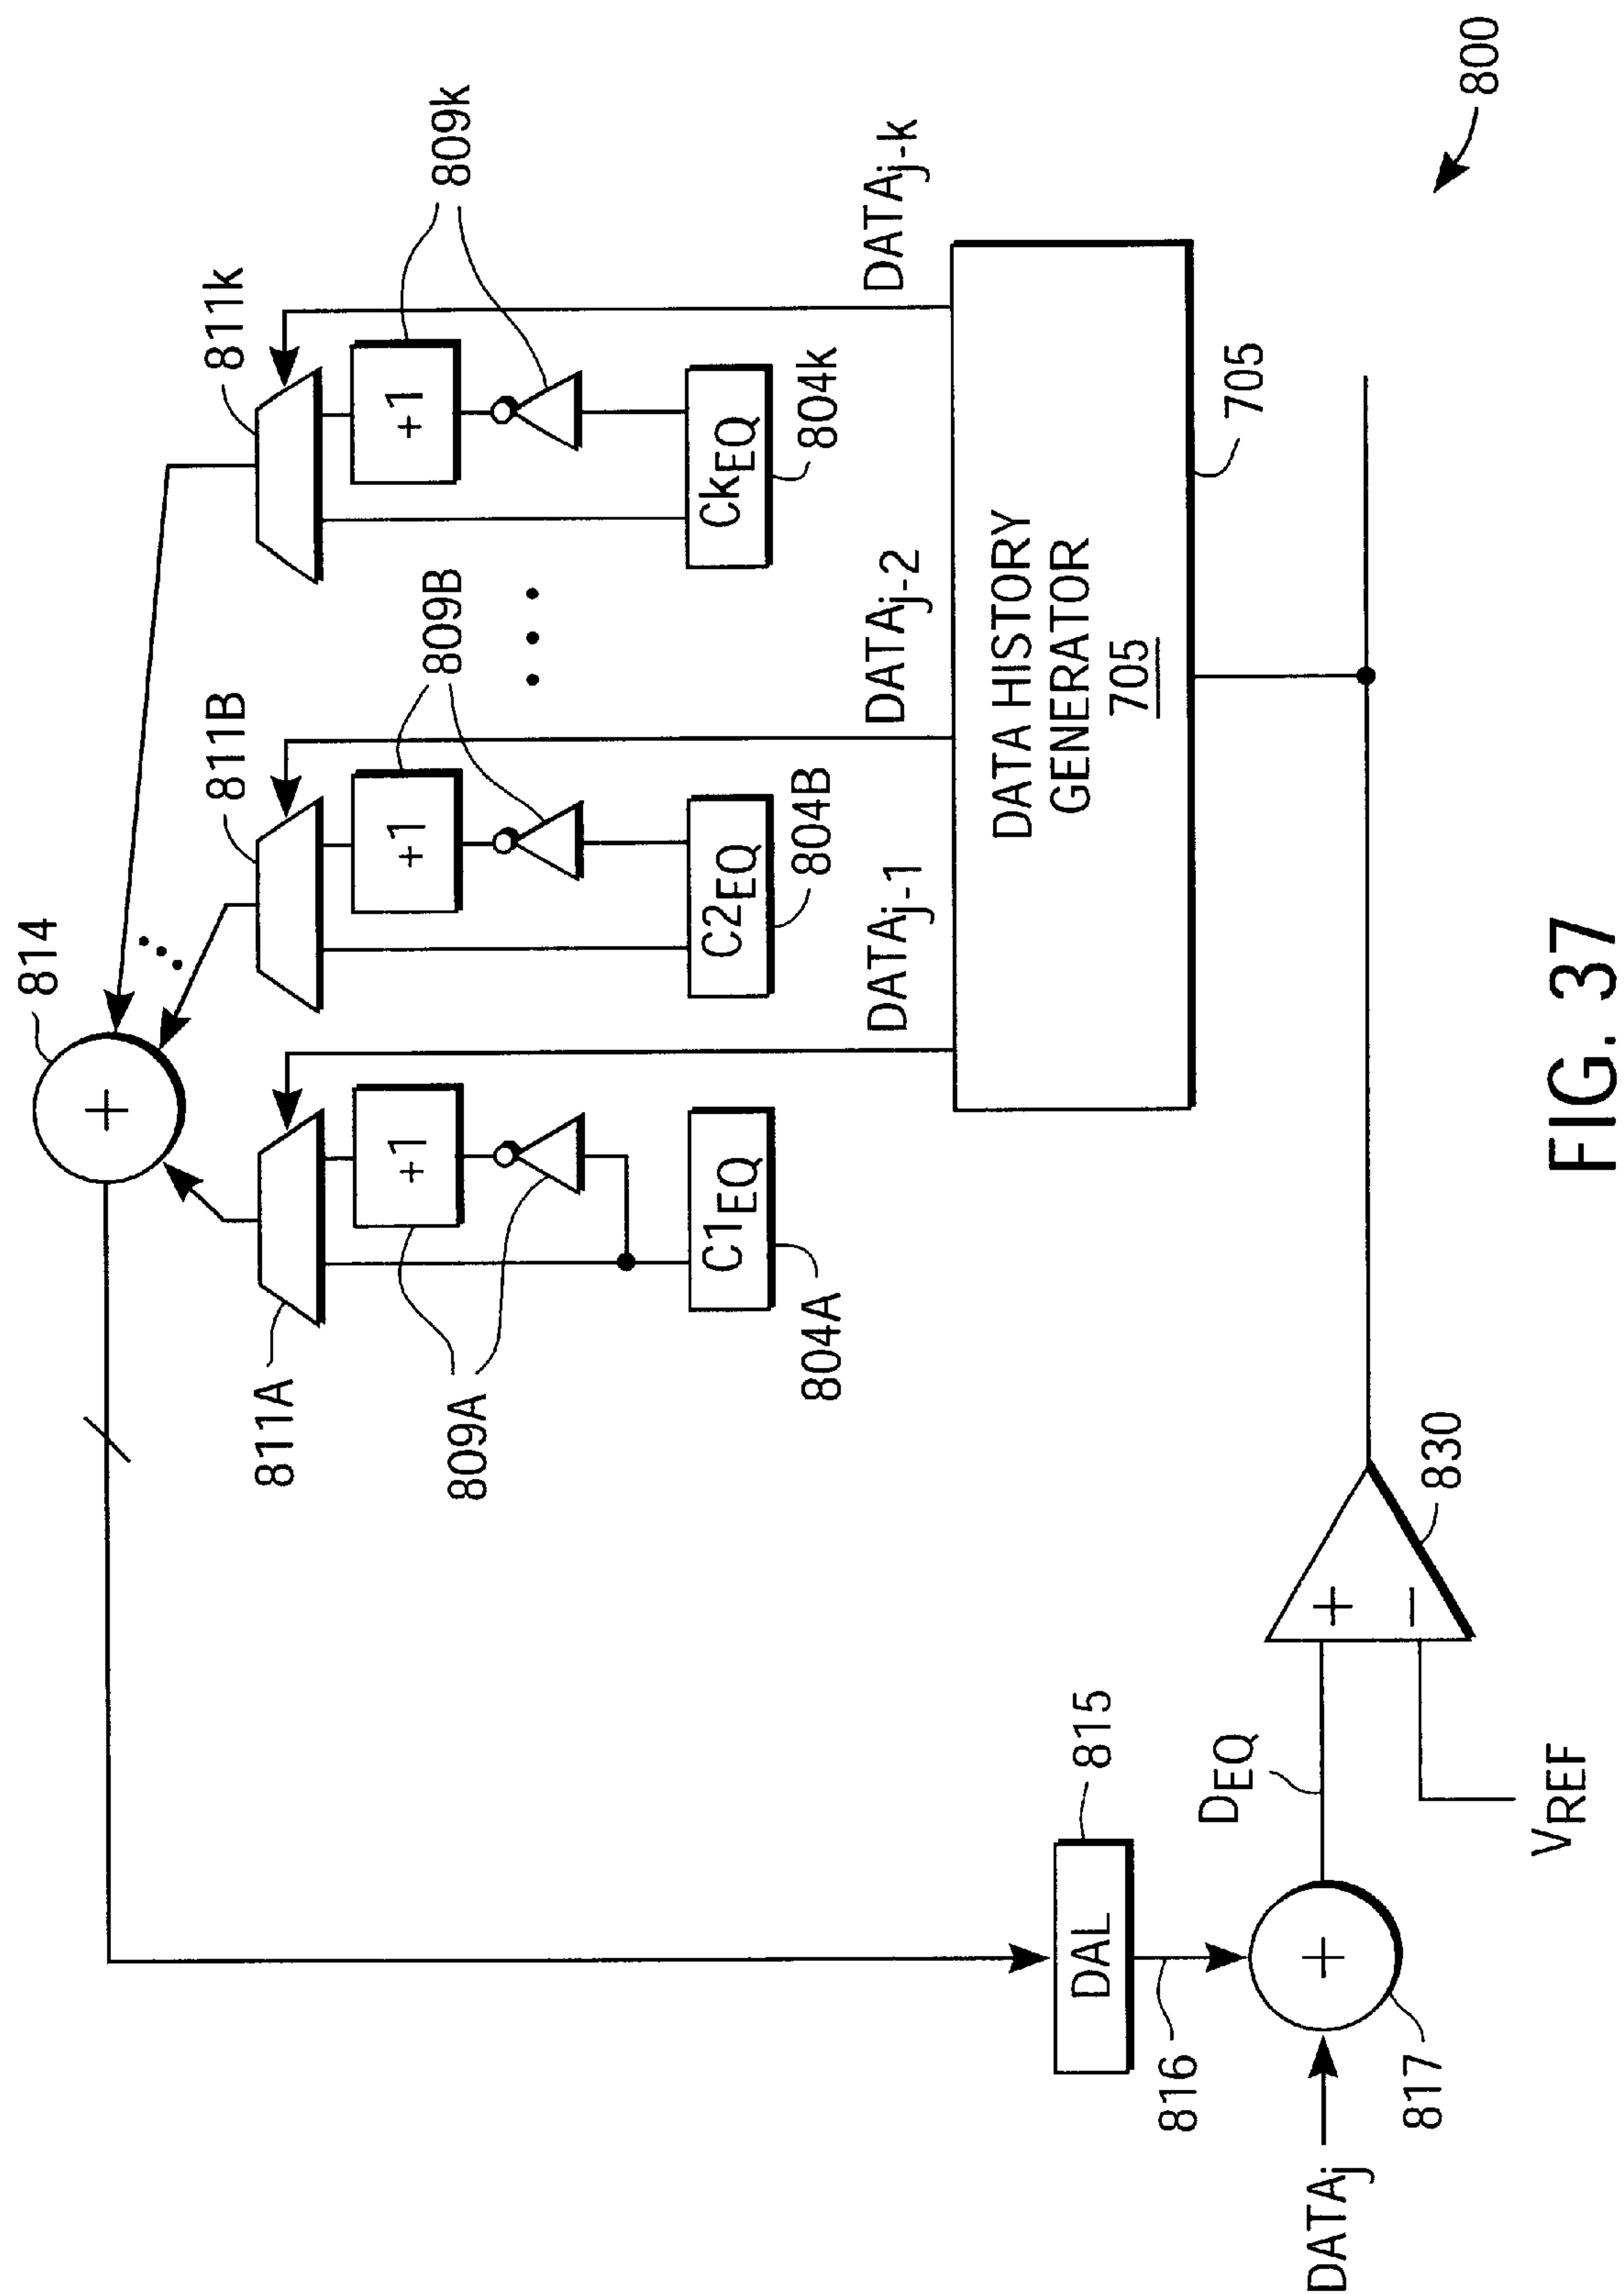 814
811A
811B
811k
+
+1
+1
+1
809A
809B
809k
C1EQ
C2EQ
CkEQ
804A
804B
804k
DATAj-1
DATAj-2
DATAj-k
DATA HISTORY
GENERATOR
705
705
DAL
815
816
DATAj
+
817
DEQ
+
−
830
VREF
800
FIG. 37